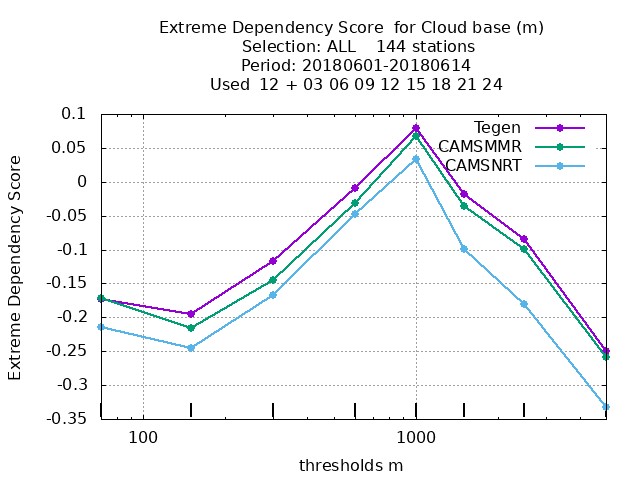 Extreme Dependency Score  for Cloud base (m)
Selection: ALL    144 stations
Period: 20180601-20180614
Used  12 + 03 06 09 12 15 18 21 24
Extreme Dependency Score
0.1
0.05
0
-0.05
-0.1
-0.15
-0.2
-0.25
-0.3
-0.35
Tegen
CAMSMMR
CAMSNRT
100
1000
thresholds m